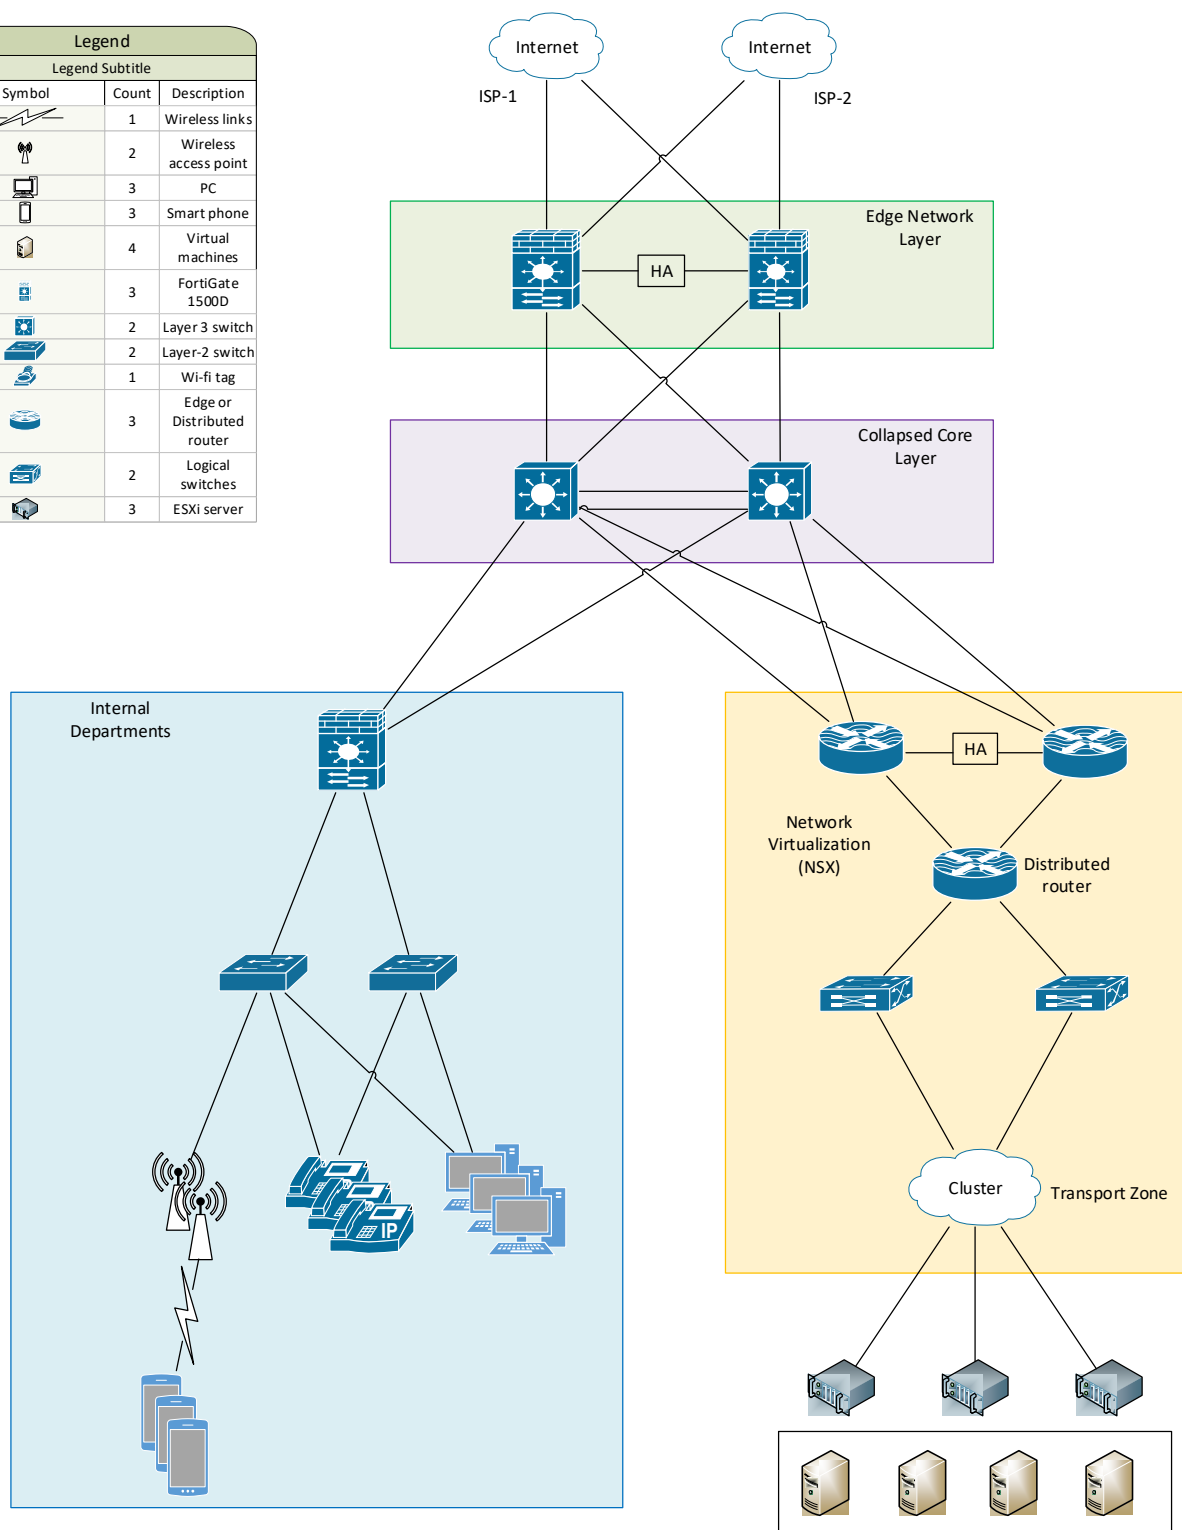 Legend
Legend Subtitle
Symbol Count Description
1 Wireless links
2 Wireless
access point
3 PC
3 Smart phone
4 Virtual
machines
3 FortiGate
1500D
2 Layer 3 switch
2 Layer-2 switch
1 Wi-fi tag
3 Edge or
Distributed
router
2 Logical
switches
3 ESXi server
Internet
Internet
ISP-1
ISP-2
Edge Network
Layer
HA
Collapsed Core
Layer
Internal
Departments
HA
Network
Virtualization
(NSX)
Distributed
router
IP
Cluster
Transport Zone